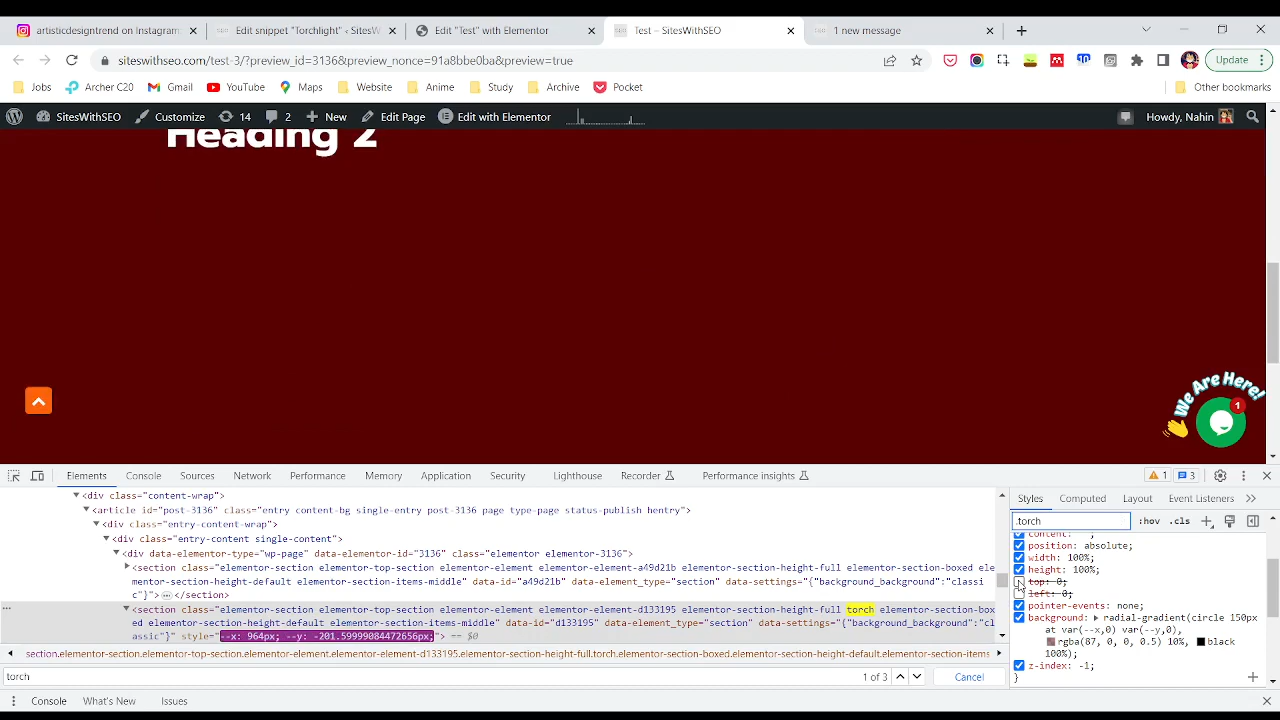 artisticdesigntrend on Instagram
Edit snippet "Torchlight" ‹ SitesW
Edit "Test" with Elementor
Test – SitesWithSEO
1 new message
siteswithseo.com/test-3/?preview_id=3136&preview_nonce=91a8bbe0ba&preview=true
Update
Jobs
Archer C20
Gmail
YouTube
Maps
Website
Anime
Study
Archive
Pocket
Other bookmarks
SitesWithSEO
Customize
14
2
New
Edit Page
Edit with Elementor
Howdy, Nahin
Heading 2
We Are Here!
1
Elements
Console
Sources
Network
Performance
Memory
Application
Security
Lighthouse
Recorder
Performance insights
1
3
<div class="content-wrap">
<article id="post-3136" class="entry content-bg single-entry post-3136 page type-page status-publish hentry">
<div class="entry-content-wrap">
<div class="entry-content single-content">
<div data-elementor-type="wp-page" data-elementor-id="3136" class="elementor elementor-3136">
<section class="elementor-section elementor-top-section elementor-element elementor-element-a49d21b elementor-section-height-full elementor-section-boxed ele
mentor-section-height-default elementor-section-items-middle" data-id="a49d21b" data-element_type="section" data-settings="{"background_background":"classi
c"}">…</section>
<section class="elementor-section elementor-top-section elementor-element elementor-element-d133195 elementor-section-height-full torch elementor-section-box
ed elementor-section-height-default elementor-section-items-middle" data-id="d133195" data-element_type="section" data-settings="{"background_background":"cl
assic"}" style="--x: 964px; --y: -201.59999084472656px;"> == $0
section.elementor-section.elementor-top-section.elementor-element.elementor-element-d133195.elementor-section-height-full.torch.elementor-section-boxed.elementor-section-height-default.elementor-section-items
torch
1 of 3
Cancel
Console
What's New
Issues
Styles
Computed
Layout
Event Listeners
.torch
:hov
.cls
content: "";
position: absolute;
width: 100%;
height: 100%;
top: 0;
left: 0;
pointer-events: none;
background: radial-gradient(circle 150px
at var(--x,0) var(--y,0),
rgba(87, 0, 0, 0.5) 10%, black
100%);
z-index: -1;
}